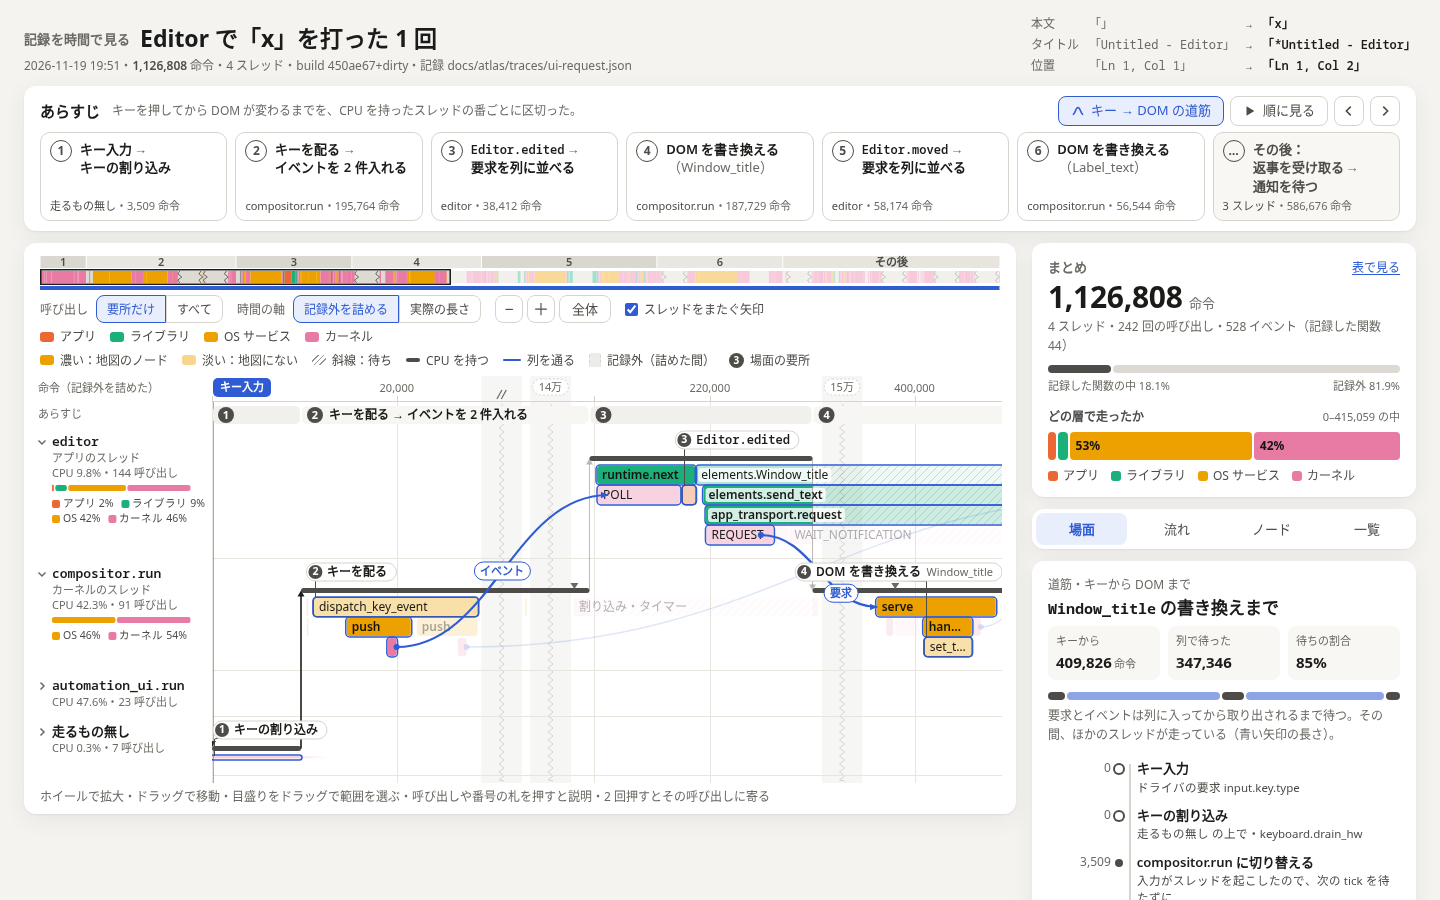 記録を時間で見る Editor で「x」を打った 1 回
2026-11-19 19:51・1,126,808 命令・4 スレッド・build 450ae67+dirty・記録 docs/atlas/traces/ui-request.json
本文 「」 → 「x」
タイトル 「Untitled - Editor」 → 「*Untitled - Editor」
位置 「Ln 1, Col 1」 → 「Ln 1, Col 2」
あらすじ キーを押してから DOM が変わるまでを、CPU を持ったスレッドの番ごとに区切った。
キー → DOM の道筋
▶ 順に見る
1 キー入力 →
キーの割り込み
走るもの無し・3,509 命令
2 キーを配る →
イベントを 2 件入れる
compositor.run・195,764 命令
3 Editor.edited →
要求を列に並べる
editor・38,412 命令
4 DOM を書き換える
（Window_title）
compositor.run・187,729 命令
5 Editor.moved →
要求を列に並べる
editor・58,174 命令
6 DOM を書き換える
（Label_text）
compositor.run・56,544 命令
… その後：
返事を受け取る →
通知を待つ
3 スレッド・586,676 命令
1 2 3 4 5 6 その後
呼び出し 要所だけ すべて 時間の軸 記録外を詰める 実際の長さ − ＋ 全体 スレッドをまたぐ矢印
アプリ ライブラリ OS サービス カーネル
濃い：地図のノード 淡い：地図にない 斜線：待ち CPU を持つ 列を通る 記録外（詰めた間） 3 場面の要所
命令（記録外を詰めた） キー入力 20,000 // 14万 220,000 15万 400,000
あらすじ 1 2 キーを配る → イベントを 2 件入れる 3 4
editor
アプリのスレッド
CPU 9.8%・144 呼び出し
アプリ 2% ライブラリ 9%
OS 42% カーネル 46%
3 Editor.edited
runtime.next elements.Window_title
POLL elements.send_text
app_transport.request
REQUEST WAIT_NOTIFICATION
compositor.run
カーネルのスレッド
CPU 42.3%・91 呼び出し
OS 46% カーネル 54%
2 キーを配る イベント 4 DOM を書き換える Window_title
要求
dispatch_key_event 割り込み・タイマー serve
push push han…
set_t…
automation_ui.run
CPU 47.6%・23 呼び出し
走るもの無し
CPU 0.3%・7 呼び出し
1 キーの割り込み
ホイールで拡大・ドラッグで移動・目盛りをドラッグで範囲を選ぶ・呼び出しや番号の札を押すと説明・2 回押すとその呼び出しに寄る
まとめ 表で見る
1,126,808 命令
4 スレッド・242 回の呼び出し・528 イベント（記録した関数
44）
記録した関数の中 18.1% 記録外 81.9%
どの層で走ったか 0–415,059 の中
53% 42%
アプリ ライブラリ OS サービス カーネル
場面 流れ ノード 一覧
道筋・キーから DOM まで
Window_title の書き換えまで
キーから
409,826 命令
列で待った
347,346
待ちの割合
85%
要求とイベントは列に入ってから取り出されるまで待つ。その
間、ほかのスレッドが走っている（青い矢印の長さ）。
0 キー入力
ドライバの要求 input.key.type
0 キーの割り込み
走るもの無し の上で・keyboard.drain_hw
3,509 compositor.run に切り替える
入力がスレッドを起こしたので、次の tick を待
たずに